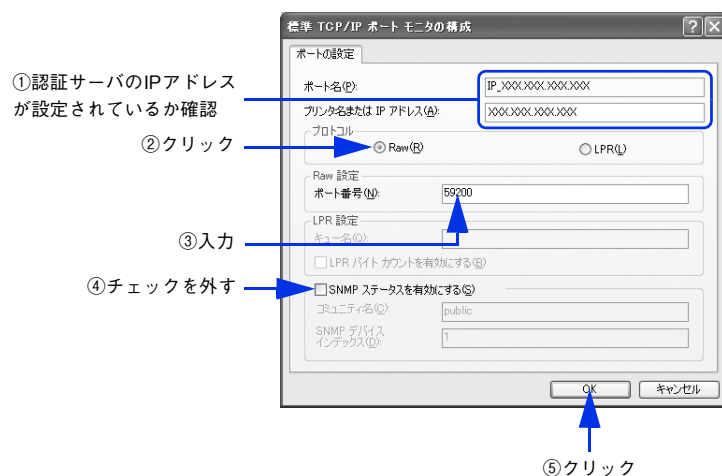 標準 TCP/IP ポート モニタの構成
ポートの設定
①認証サーバのIPアドレス
が設定されているか確認
ポート名(P):
IP_XXX.XXX.XXX.XXX
プリンタ名または IP アドレス(A):
XXX.XXX.XXX.XXX
プロトコル
②クリック
Raw(R)
LPR(L)
Raw 設定
ポート番号(N):
59200
LPR 設定
③入力
キュー名(Q):
LPR バイト カウントを有効にする(B)
④チェックを外す
SNMP ステータスを有効にする(S)
コミュニティ名(C):
public
SNMP デバイス
インデックス(D):
1
OK
キャンセル
⑤クリック